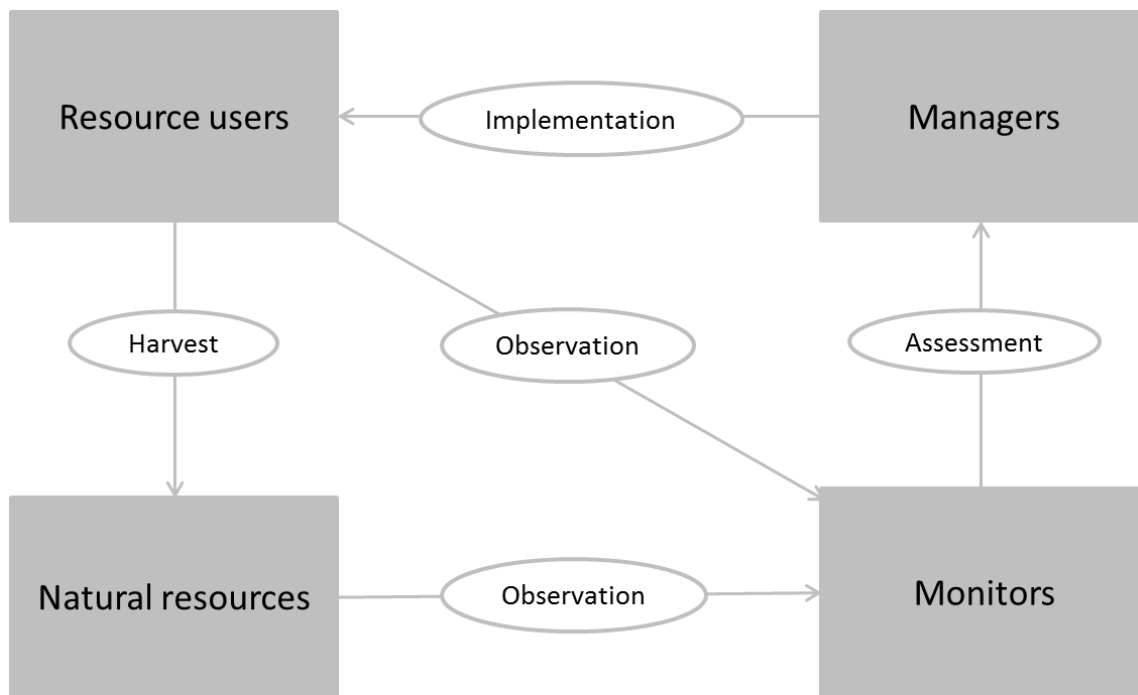 Resource users
Implementation
Managers
Harvest
Observation
Assessment
Natural resources
Observation
Monitors